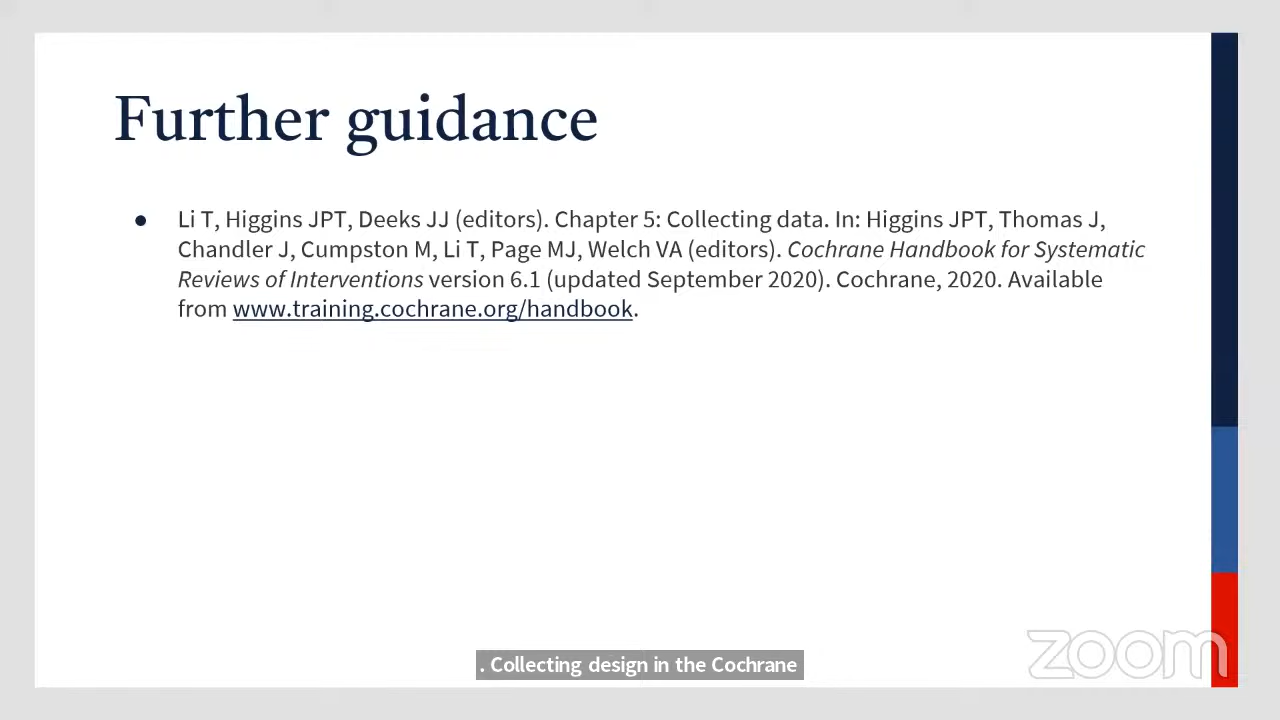 Further guidance
● Li T, Higgins JPT, Deeks JJ (editors). Chapter 5: Collecting data. In: Higgins JPT, Thomas J,
Chandler J, Cumpston M, Li T, Page MJ, Welch VA (editors). Cochrane Handbook for Systematic
Reviews of Interventions version 6.1 (updated September 2020). Cochrane, 2020. Available
from www.training.cochrane.org/handbook.
. Collecting design in the Cochrane
zoom